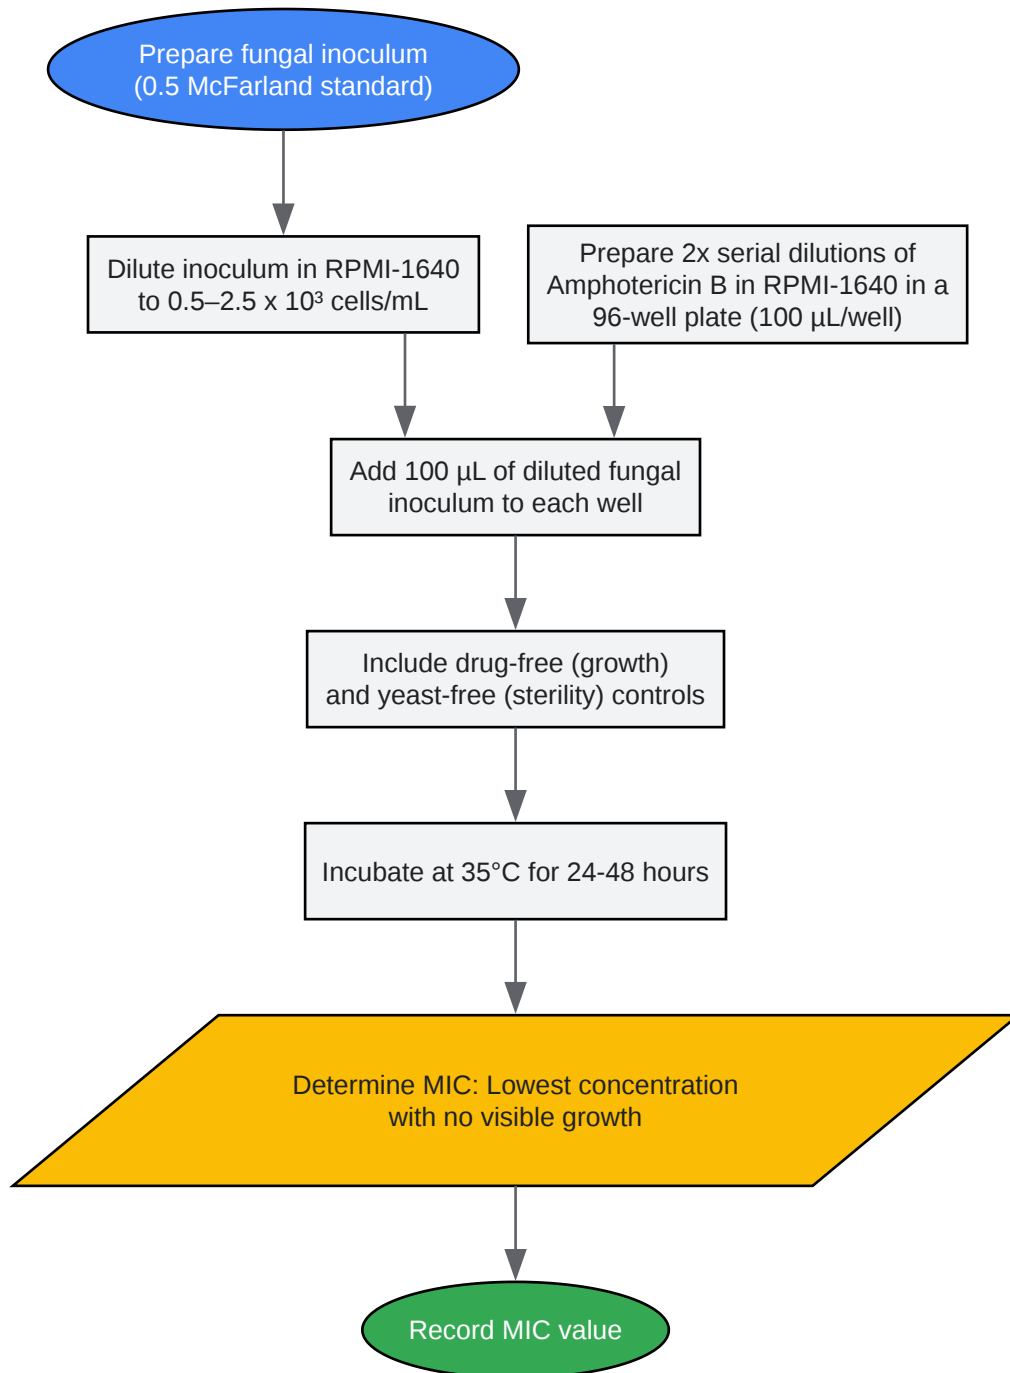 Prepare fungal inoculum
(0.5 McFarland standard)
Dilute inoculum in RPMI-1640
to 0.5–2.5 x 10³ cells/mL
Prepare 2x serial dilutions of
Amphotericin B in RPMI-1640 in a
96-well plate (100 µL/well)
Add 100 µL of diluted fungal
inoculum to each well
Include drug-free (growth)
and yeast-free (sterility) controls
Incubate at 35°C for 24-48 hours
Determine MIC: Lowest concentration
with no visible growth
Record MIC value